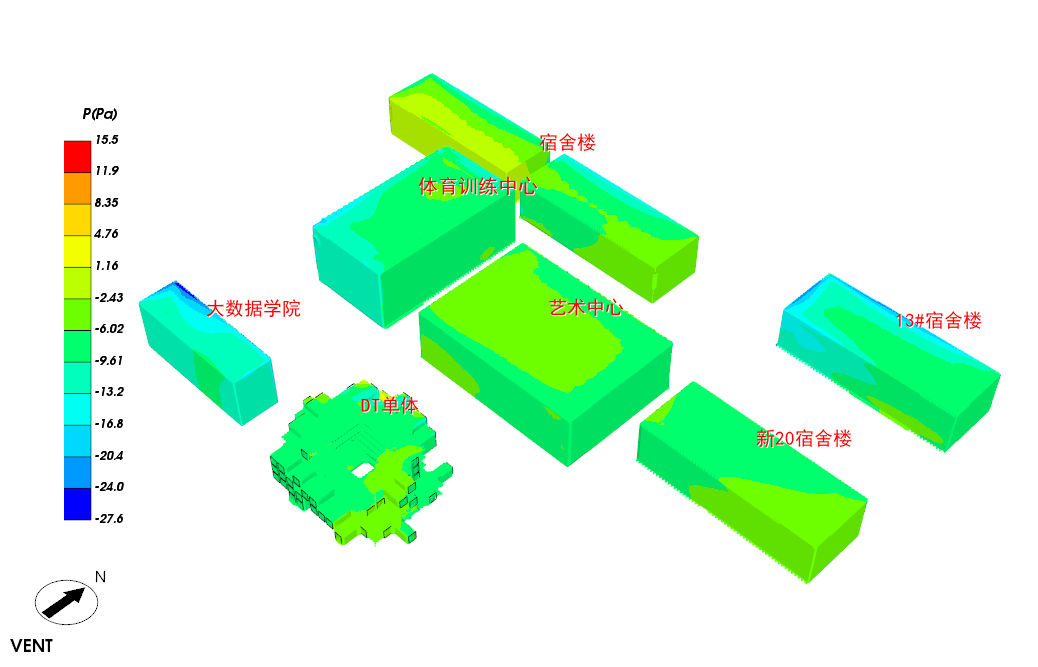 P(Pa)
15.5
11.9
8.35
4.76
1.16
-2.43
-6.02
-9.61
-13.2
-16.8
-20.4
-24.0
-27.6
宿舍楼
体育训练中心
大数据学院
艺术中心
13#宿舍楼
DT单体
新20宿舍楼
N
VENT